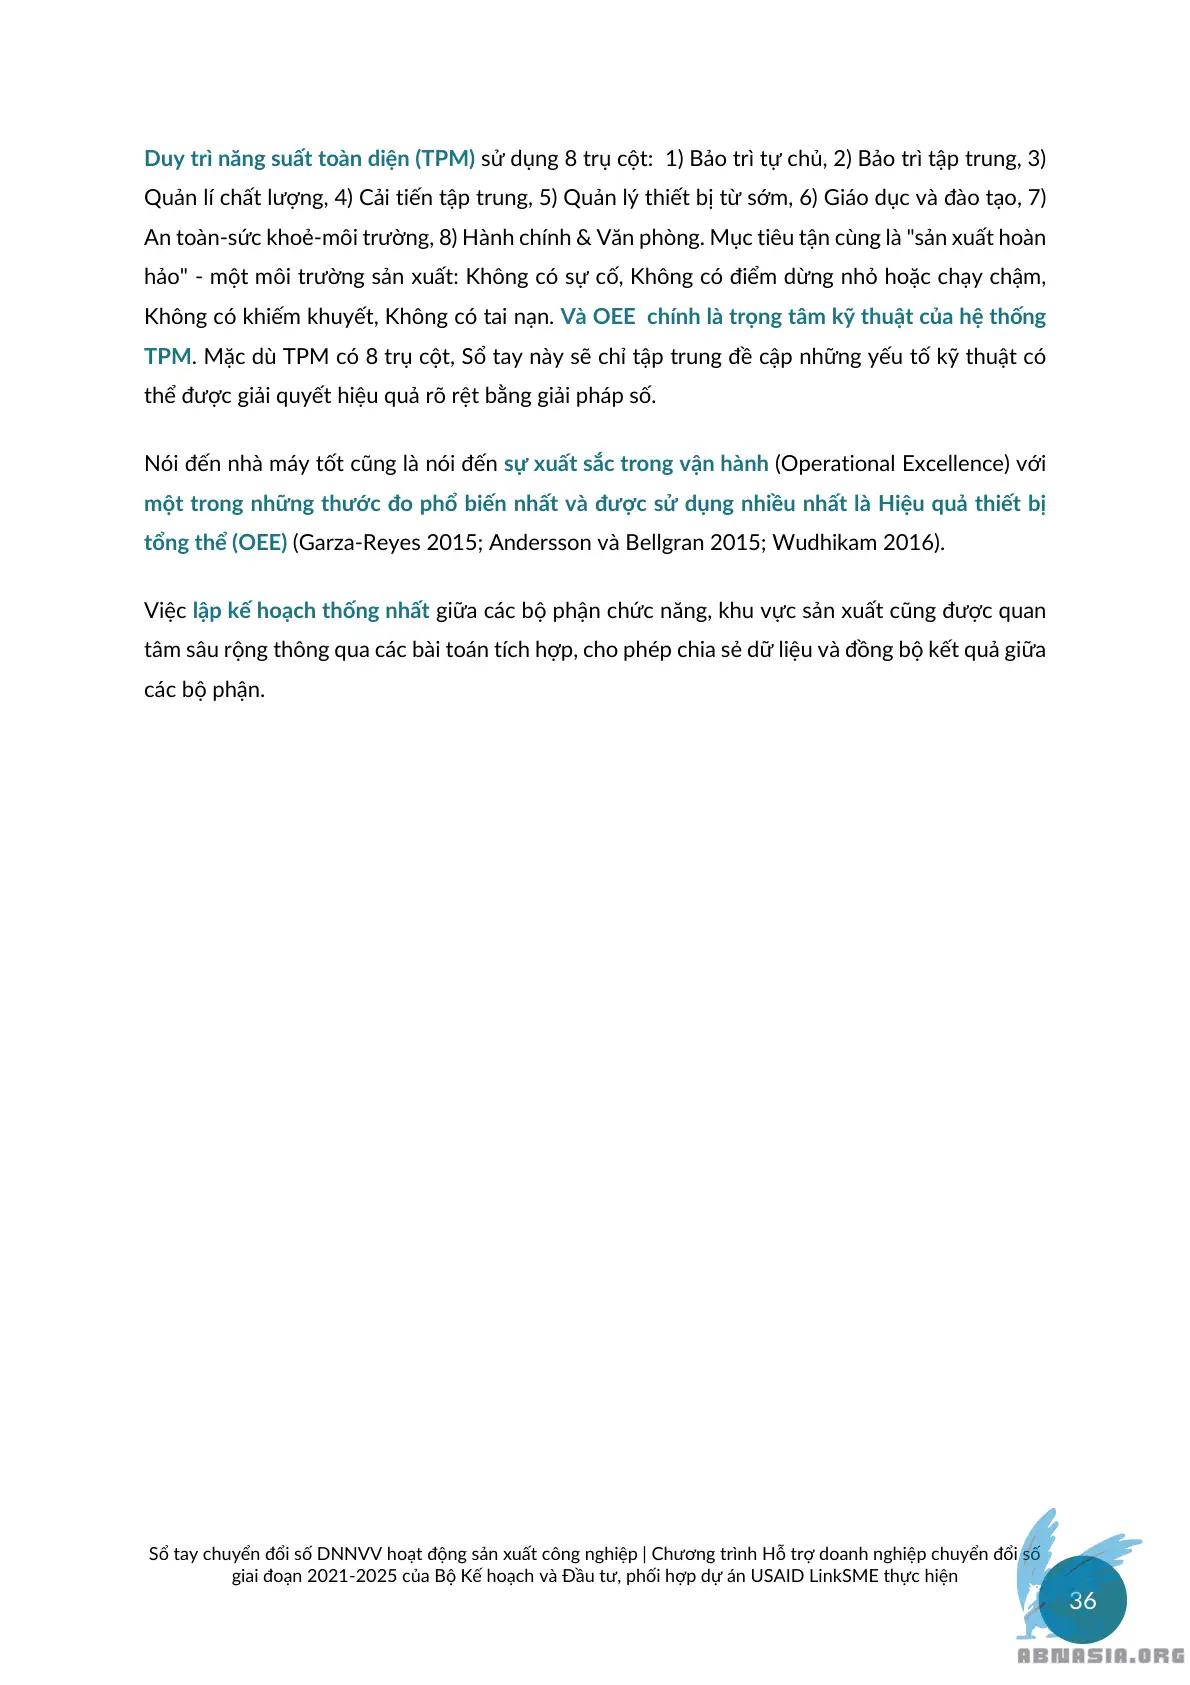 Duy trì năng suất toàn diện (TPM) sử dụng 8 trụ cột:  1) Bảo trì tự chủ, 2) Bảo trì tập trung, 3)
Quản lí chất lượng, 4) Cải tiến tập trung, 5) Quản lý thiết bị từ sớm, 6) Giáo dục và đào tạo, 7)
An toàn-sức khoẻ-môi trường, 8) Hành chính & Văn phòng. Mục tiêu tận cùng là "sản xuất hoàn
hảo" - một môi trường sản xuất: Không có sự cố, Không có điểm dừng nhỏ hoặc chạy chậm,
Không có khiếm khuyết, Không có tai nạn. Và OEE  chính là trọng tâm kỹ thuật của hệ thống
TPM. Mặc dù TPM có 8 trụ cột, Sổ tay này sẽ chỉ tập trung đề cập những yếu tố kỹ thuật có
thể được giải quyết hiệu quả rõ rệt bằng giải pháp số.
Nói đến nhà máy tốt cũng là nói đến sự xuất sắc trong vận hành (Operational Excellence) với
một trong những thước đo phổ biến nhất và được sử dụng nhiều nhất là Hiệu quả thiết bị
tổng thể (OEE) (Garza-Reyes 2015; Andersson và Bellgran 2015; Wudhikam 2016).
Việc lập kế hoạch thống nhất giữa các bộ phận chức năng, khu vực sản xuất cũng được quan
tâm sâu rộng thông qua các bài toán tích hợp, cho phép chia sẻ dữ liệu và đồng bộ kết quả giữa
các bộ phận.
Sổ tay chuyển đổi số DNNVV hoạt động sản xuất công nghiệp | Chương trình Hỗ trợ doanh nghiệp chuyển đổi số
giai đoạn 2021-2025 của Bộ Kế hoạch và Đầu tư, phối hợp dự án USAID LinkSME thực hiện
36
ABNASIA.ORG